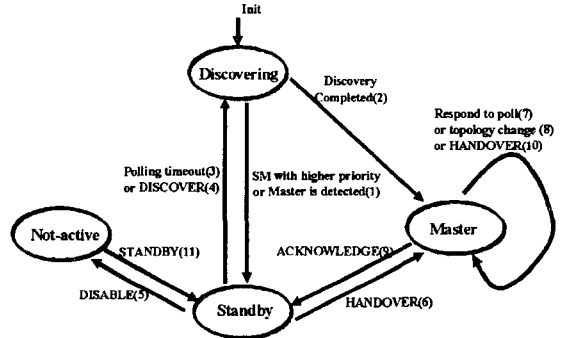 Init
Discovering
Discovery
Completed(2)
Respond to poll(7)
or topology change (8)
or HANDOVER(10)
Polling timeout(3)
or DISCOVER(4)
SM with higher priority
or Master is detected(1)
Not-active
Master
STANDBY(11)
ACKNOWLEDGE(9)
DISABLE(5)
Standby
HANDOVER(6)